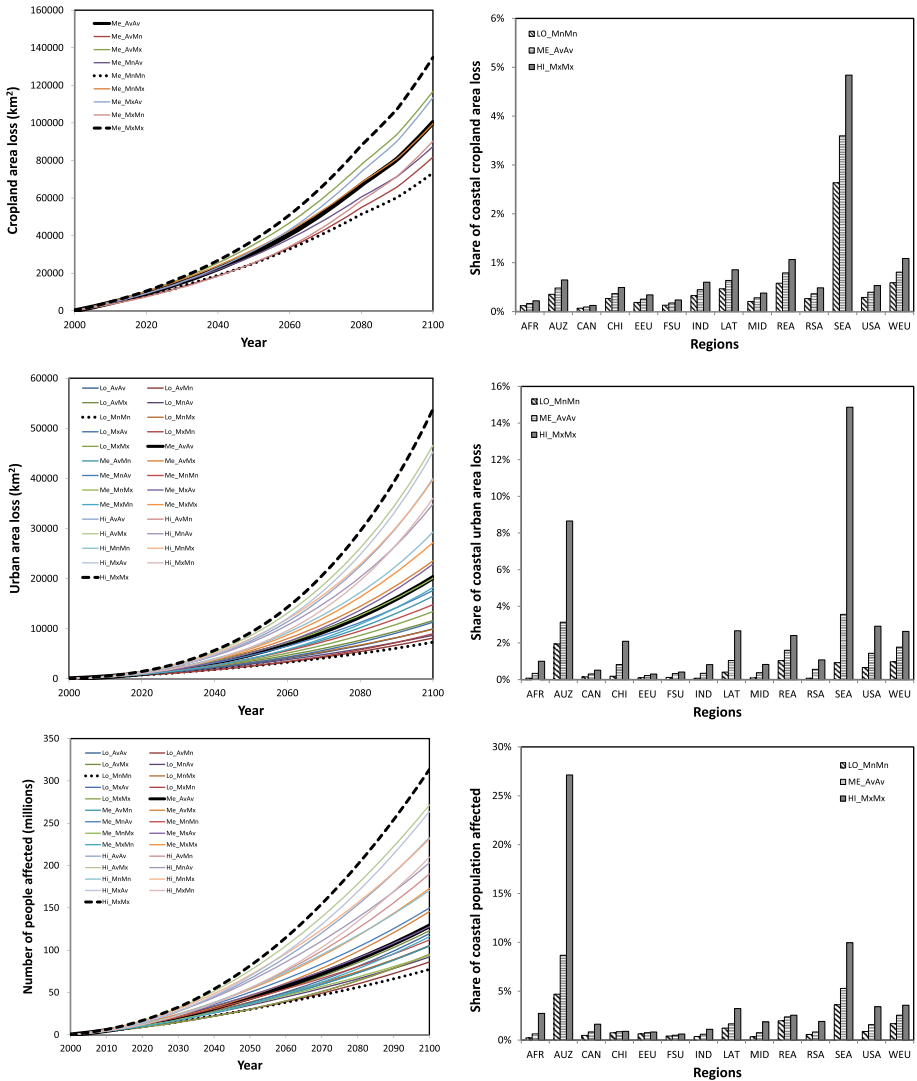 160000
140000
120000
100000
80000
60000
40000
20000
0
Cropland area loss (km²)
Me_AvAv
Me_AvMn
Me_AvMx
Me_MnAv
Me_MnMn
Me_MnMx
Me_MxAv
Me_MxMn
Me_MxMx
2000 2020 2040 2060 2080 2100
Year
6%
5%
4%
3%
2%
1%
0%
Share of coastal cropland area loss
LO_MnMn
ME_AvAv
HI_MxMx
AFR AUZ CAN CHI EEU FSU IND LAT MID REA RSA SEA USA WEU
Regions
60000
50000
40000
30000
20000
10000
0
Urban area loss (km²)
Lo_AvAv Lo_AvMn
Lo_AvMx Lo_MnAv
Lo_MnMn Lo_MnMx
Lo_MxAv Lo_MxMn
Lo_MxMx Me_AvAv
Me_AvMn Me_AvMx
Me_MnAv Me_MnMn
Me_MnMx Me_MxAv
Me_MxMn Me_MxMx
Hi_AvAv Hi_AvMn
Hi_AvMx Hi_MnAv
Hi_MnMn Hi_MnMx
Hi_MxAv Hi_MxMn
Hi_MxMx
2000 2020 2040 2060 2080 2100
Year
16%
14%
12%
10%
8%
6%
4%
2%
0%
Share of coastal urban area loss
LO_MnMn
ME_AvAv
HI_MxMx
AFR AUZ CAN CHI EEU FSU IND LAT MID REA RSA SEA USA WEU
Regions
350
300
250
200
150
100
50
0
Number of people affected (millions)
Lo_AvAv Lo_AvMn
Lo_AvMx Lo_MnAv
Lo_MnMn Lo_MnMx
Lo_MxAv Lo_MxMn
Lo_MxMx Me_AvAv
Me_AvMn Me_AvMx
Me_MnAv Me_MnMn
Me_MnMx Me_MxAv
Me_MxMn Me_MxMx
Hi_AvAv Hi_AvMn
Hi_AvMx Hi_MnAv
Hi_MnMn Hi_MnMx
Hi_MxAv Hi_MxMn
Hi_MxMx
2000 2010 2020 2030 2040 2050 2060 2070 2080 2090 2100
Year
30%
25%
20%
15%
10%
5%
0%
Share of coastal population affected
LO_MnMn
ME_AvAv
HI_MxMx
AFR AUZ CAN CHI EEU FSU IND LAT MID REA RSA SEA USA WEU
Regions